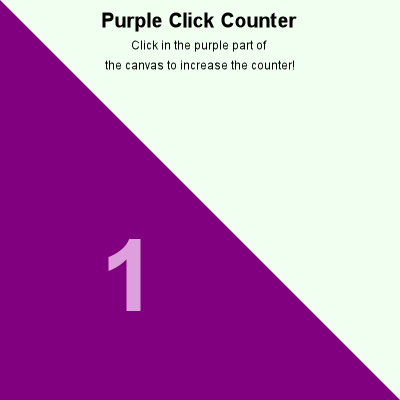 Purple Click Counter
Click in the purple part of
the canvas to increase the counter!
1